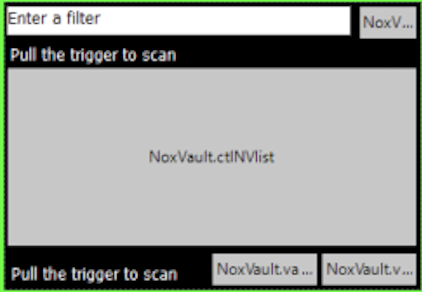 Enter a filter NoxV...
Pull the trigger to scan
NoxVault.ctlNVlist
Pull the trigger to scan NoxVault.va... NoxVault.v...